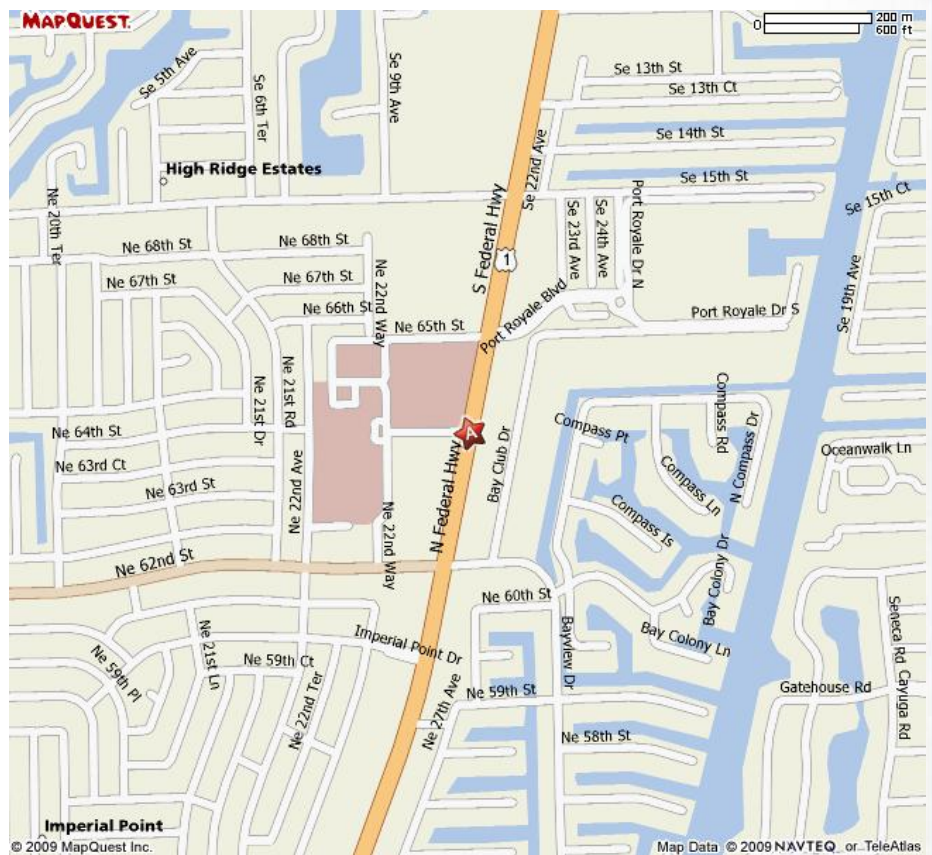 MAPQUEST.
0
200 m
600 ft
Se 5th Ave
Se 6th Ter
Se 9th Ave
Se 13th St
Se 13th Ct
Se 14th St
Se 22nd Ave
High Ridge Estates
Se 15th St
Se 15th Ct
Ne 20th Ter
S Federal Hwy
Se 23rd Ave
Se 24th Ave
Port Royale Dr N
Ne 68th St
Ne 68th St
1
Ne 67th St
Ne 67th St
Ne 22nd Way
Se 19th Ave
Ne 66th St
Port Royale Blvd
Port Royale Dr S
Ne 65th St
Ne 21st Dr
Ne 21st Rd
Compass Rd
N Compass Dr
Ne 64th St
A
Compass Pt
Bay Club Dr
Oceanwalk Ln
Ne 63rd Ct
Ne 22nd Ave
N Federal Hwy
Compass Ln
Ne 63rd St
Compass Is
Ne 62nd St
Ne 22nd Way
Bay Colony Dr
Ne 60th St
Imperial Point Dr
Bayview Dr
Bay Colony Ln
Seneca Rd
Ne 59th Pl
Ne 21st Ln
Ne 59th Ct
Ne 22nd Ter
Ne 27th Ave
Ne 59th St
Gatehouse Rd
Cayuga Rd
Ne 58th St
Imperial Point
© 2009 MapQuest Inc.
Map Data © 2009 NAVTEQ or TeleAtlas